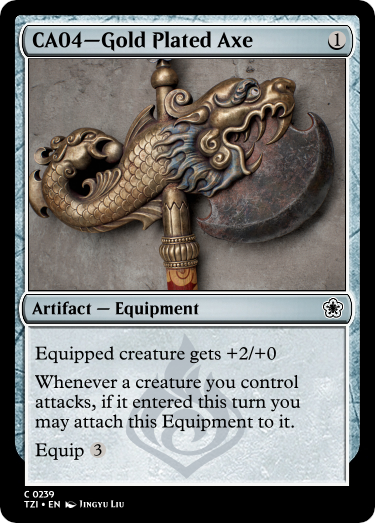 CA04—Gold Plated Axe 1
Artifact — Equipment
Equipped creature gets +2/+0
Whenever a creature you control
attacks, if it entered this turn you
may attach this Equipment to it.
Equip 3
C 0239
TZI • EN Jingyu Liu